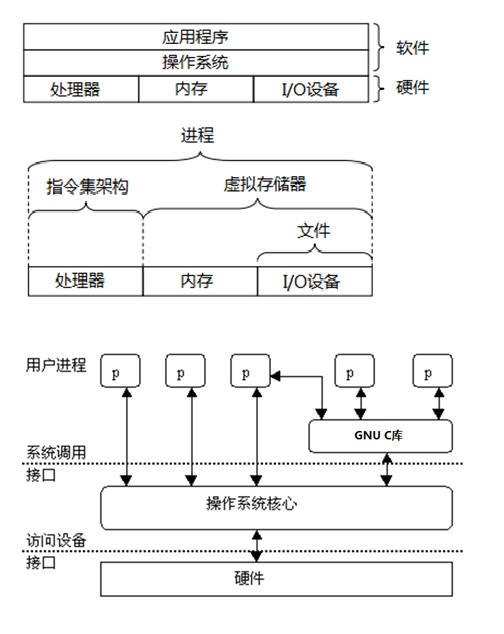 应用程序
操作系统
软件
处理器 内存 I/O设备
硬件
进程
指令集架构 虚拟存储器
文件
处理器 内存 I/O设备
用户进程 p p p p p
GNU C库
系统调用
接口
操作系统核心
访问设备
接口
硬件